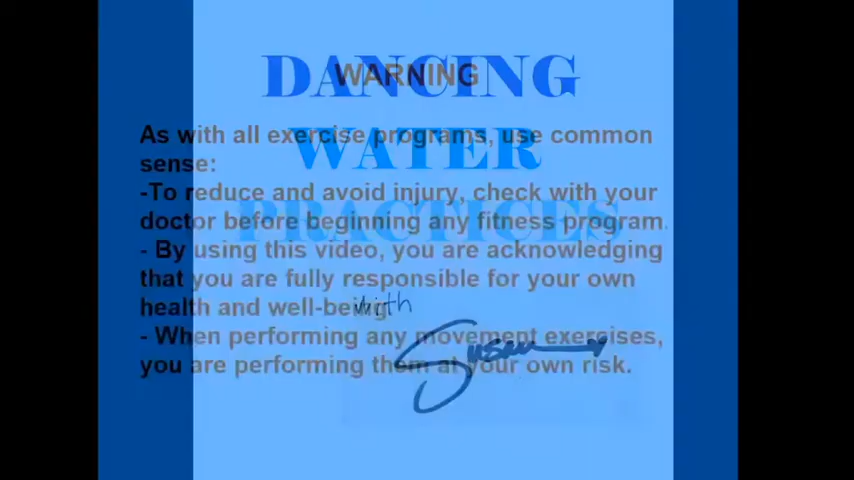 DANCING
WATER
PRACTICES
with
Susan
WARNING
As with all exercise programs, use common
sense:
-To reduce and avoid injury, check with your
doctor before beginning any fitness program.
- By using this video, you are acknowledging
that you are fully responsible for your own
health and well-being.
- When performing any movement exercises,
you are performing them at your own risk.